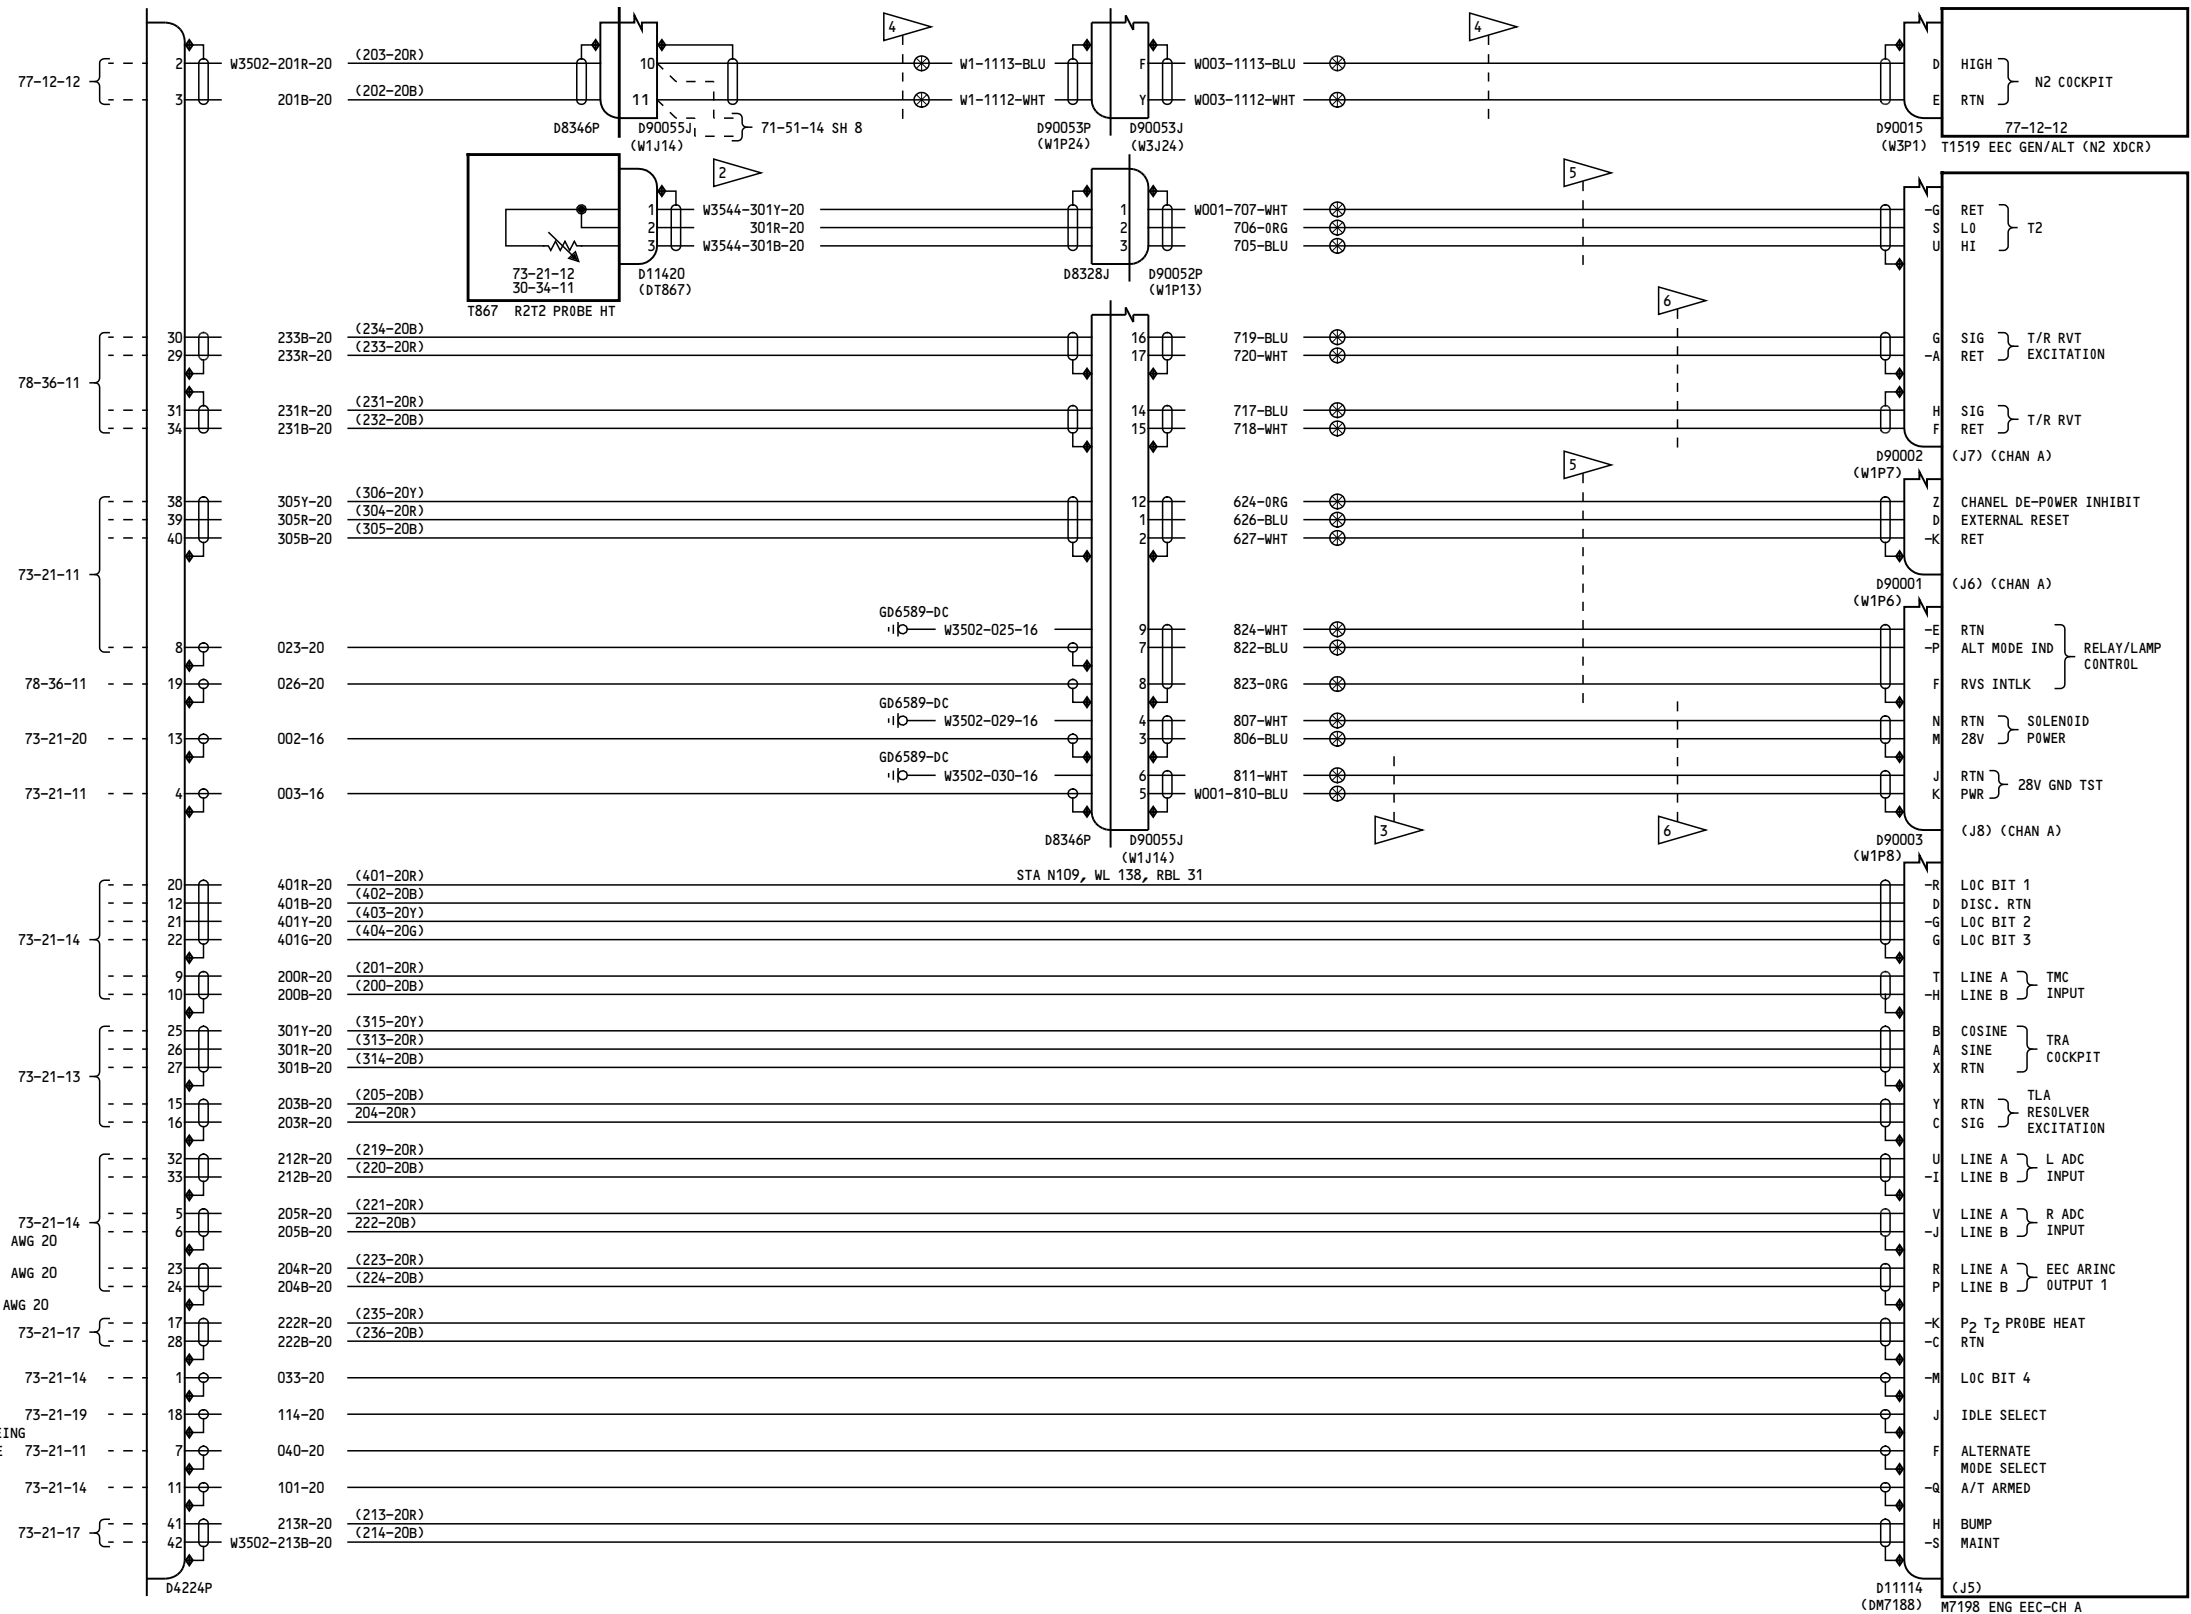 4
4
77-12-12
2
W3502-201R-20
(203-20R)
10
W1-1113-BLU
F
W003-1113-BLU
D
HIGH
N2 COCKPIT
3
201B-20
(202-20B)
11
W1-1112-WHT
Y
W003-1112-WHT
E
RTN
D8346P
D90055J
(W1J14)
71-51-14 SH 8
D90053P
(W1P24)
D90053J
(W3J24)
D90015
(W3P1)
77-12-12
T1519 EEC GEN/ALT (N2 XDCR)
2
5
1
W3544-301Y-20
1
W001-707-WHT
-G
RET
2
301R-20
2
706-ORG
S
LO
T2
3
W3544-301B-20
3
705-BLU
U
HI
73-21-12
30-34-11
D11420
(DT867)
D8328J
D90052P
(W1P13)
T867 R2T2 PROBE HT
6
78-36-11
30
233B-20
(234-20B)
16
719-BLU
G
SIG
T/R RVT
EXCITATION
29
233R-20
(233-20R)
17
720-WHT
-A
RET
31
231R-20
(231-20R)
14
717-BLU
H
SIG
T/R RVT
34
231B-20
(232-20B)
15
718-WHT
F
RET
D90002
(W1P7)
(J7) (CHAN A)
5
73-21-11
38
305Y-20
(306-20Y)
12
624-ORG
Z
CHANEL DE-POWER INHIBIT
39
305R-20
(304-20R)
1
626-BLU
D
EXTERNAL RESET
40
305B-20
(305-20B)
2
627-WHT
-K
RET
D90001
(W1P6)
(J6) (CHAN A)
GD6589-DC
W3502-025-16
9
824-WHT
-E
RTN
8
023-20
7
822-BLU
-P
ALT MODE IND
RELAY/LAMP
CONTROL
78-36-11
19
026-20
8
823-ORG
F
RVS INTLK
GD6589-DC
W3502-029-16
4
807-WHT
N
RTN
SOLENOID
POWER
73-21-20
13
002-16
3
806-BLU
M
28V
GD6589-DC
W3502-030-16
6
811-WHT
J
RTN
28V GND TST
73-21-11
4
003-16
5
W001-810-BLU
K
PWR
3
6
D8346P
D90055J
(W1J14)
STA N109, WL 138, RBL 31
D90003
(W1P8)
(J8) (CHAN A)
73-21-14
20
401R-20
(401-20R)
-R
LOC BIT 1
12
401B-20
(402-20B)
D
DISC. RTN
21
401Y-20
(403-20Y)
-G
LOC BIT 2
22
401G-20
(404-20G)
G
LOC BIT 3
9
200R-20
(201-20R)
T
LINE A
TMC
INPUT
10
200B-20
(200-20B)
-H
LINE B
73-21-13
25
301Y-20
(315-20Y)
B
COSINE
TRA
COCKPIT
26
301R-20
(313-20R)
A
SINE
27
301B-20
(314-20B)
X
RTN
15
203B-20
(205-20B)
Y
RTN
TLA
RESOLVER
EXCITATION
16
203R-20
204-20R)
C
SIG
73-21-14
AWG 20
AWG 20
AWG 20
32
212R-20
(219-20R)
U
LINE A
L ADC
INPUT
33
212B-20
(220-20B)
-I
LINE B
5
205R-20
(221-20R)
V
LINE A
R ADC
INPUT
6
205B-20
222-20B)
-J
LINE B
23
204R-20
(223-20R)
R
LINE A
EEC ARINC
OUTPUT 1
24
204B-20
(224-20B)
P
LINE B
73-21-17
17
222R-20
(235-20R)
-K
P2 T2 PROBE HEAT
28
222B-20
(236-20B)
-C
RTN
73-21-14
1
033-20
-M
LOC BIT 4
73-21-19
18
114-20
J
IDLE SELECT
EING
E
73-21-11
7
040-20
F
ALTERNATE
MODE SELECT
73-21-14
11
101-20
-Q
A/T ARMED
73-21-17
41
213R-20
(213-20R)
H
BUMP
42
W3502-213B-20
(214-20B)
-S
MAINT
D4224P
D11114
(DM7188)
(J5)
M7198 ENG EEC-CH A